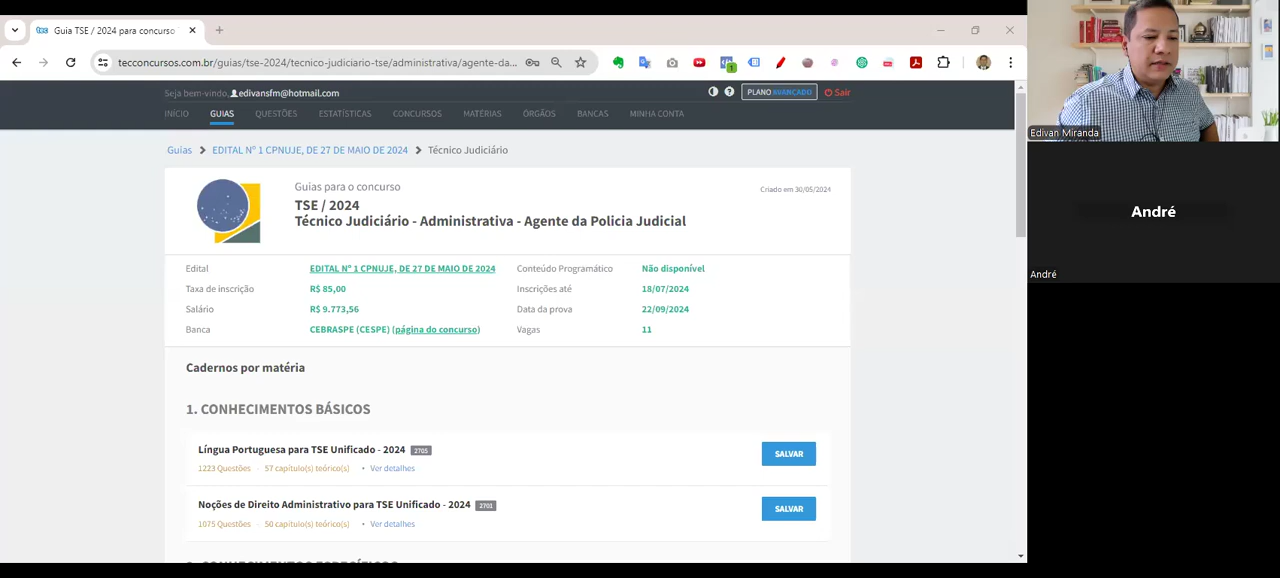 Guia TSE / 2024 para concurso
tecconcursos.com.br/guias/tse-2024/tecnico-judiciario-tse/administrativa/agente-da...
Seja bem-vindo, edivansfm@hotmail.com
PLANO AVANÇADO
Sair
INÍCIO GUIAS QUESTÕES ESTATÍSTICAS CONCURSOS MATÉRIAS ÓRGÃOS BANCAS MINHA CONTA
Guias > EDITAL Nº 1 CPNUJE, DE 27 DE MAIO DE 2024 > Técnico Judiciário
Guias para o concurso
Criado em 30/05/2024
TSE / 2024
Técnico Judiciário - Administrativa - Agente da Policia Judicial
Edital EDITAL Nº 1 CPNUJE, DE 27 DE MAIO DE 2024 Conteúdo Programático Não disponível
Taxa de inscrição R$ 85,00 Inscrições até 18/07/2024
Salário R$ 9.773,56 Data da prova 22/09/2024
Banca CEBRASPE (CESPE) (página do concurso) Vagas 11
Cadernos por matéria
1. CONHECIMENTOS BÁSICOS
Língua Portuguesa para TSE Unificado - 2024 2705
SALVAR
1223 Questões - 57 capítulo(s) teórico(s) • Ver detalhes
Noções de Direito Administrativo para TSE Unificado - 2024 2701
SALVAR
1075 Questões - 50 capítulo(s) teórico(s) • Ver detalhes
2. CONHECIMENTOS ESPECÍFICOS
Edivan Miranda
André
André